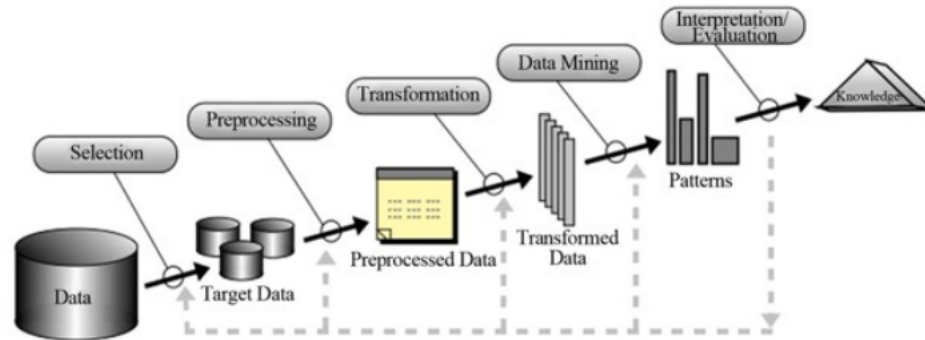 Interpretation/
Evaluation
Data Mining
Transformation
Preprocessing
Selection
Knowledge
Patterns
Transformed
Data
Preprocessed Data
Target Data
Data